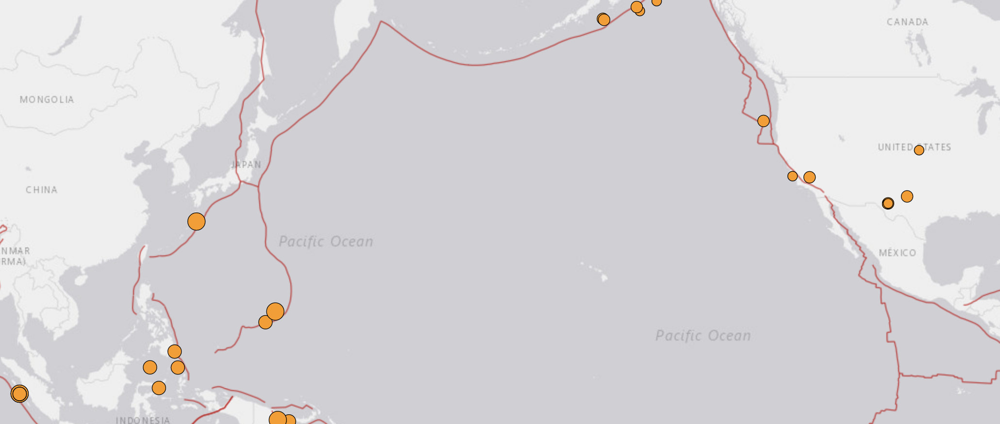 CANADA
MONGOLIA
UNITED STATES
JAPAN
CHINA
Pacific Ocean
NMAR
RMA)
MÉXICO
Pacific Ocean
INDONESIA